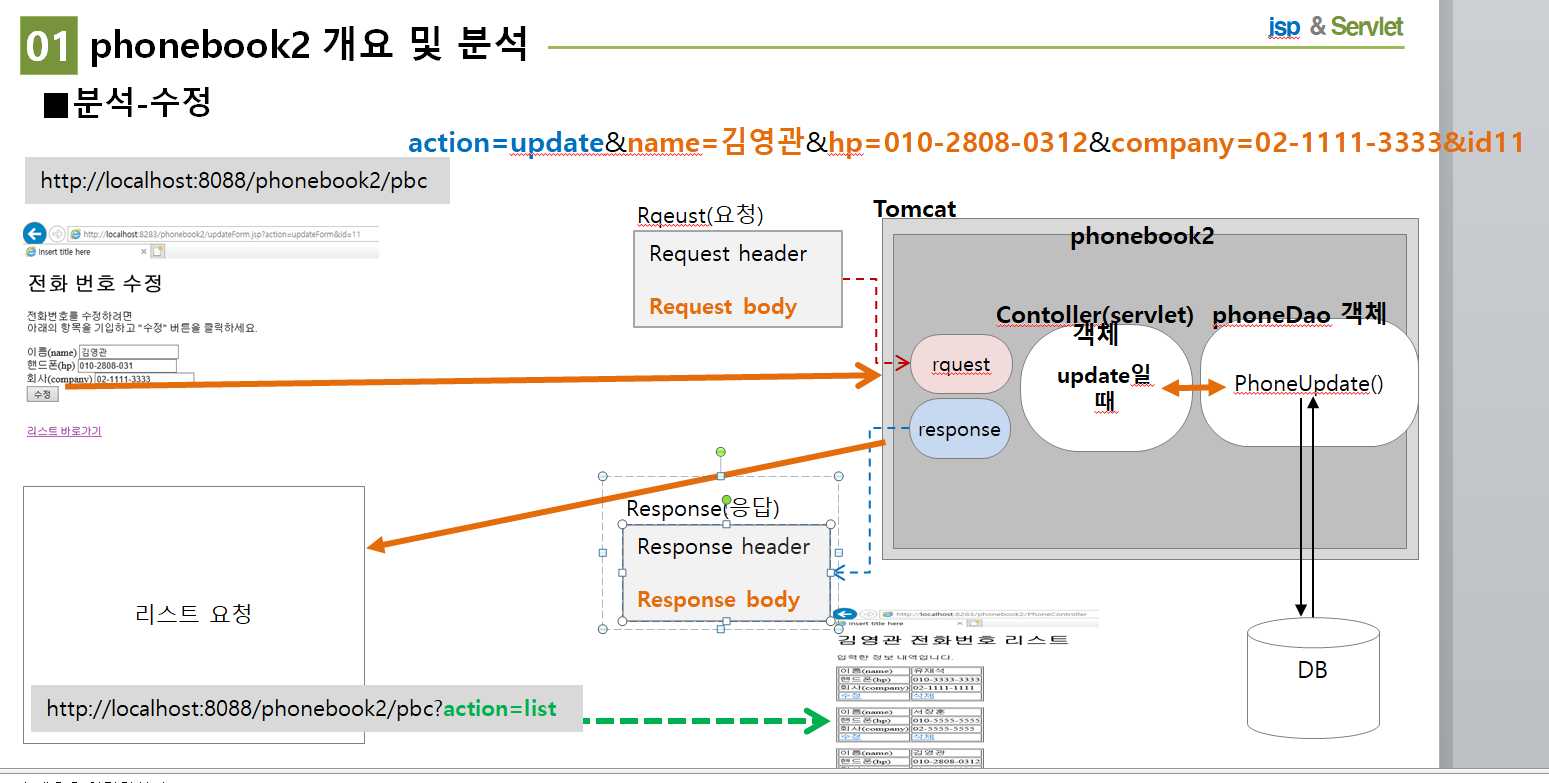 01 phonebook2 개요 및 분석
jsp & Servlet
■분석-수정
action=update&name=김영관&hp=010-2808-0312&company=02-1111-3333&id11
http://localhost:8088/phonebook2/pbc
http://localhost:8283/phonebook2/updateForm.jsp?action=updateForm&id=11
Insert title here
전화 번호 수정
전화번호를 수정하려면
아래의 항목을 기입하고 "수정" 버튼을 클릭하세요.
이름(name) 김영관
핸드폰(hp) 010-2808-031
회사(company) 02-1111-3333
수정
리스트 바로가기
Rqeust(요청)
Request header
Request body
Tomcat
phonebook2
Contoller(servlet)
객체
phoneDao 객체
rquest
update일
때
PhoneUpdate()
response
Response(응답)
Response header
Response body
리스트 요청
http://localhost:8088/phonebook2/pbc?action=list
http://localhost:8283/phonebook2/PhoneController
Insert title here
김영관 전화번호 리스트
입력한 정보 내역입니다.
이름(name) 유재석
핸드폰(hp) 010-3333-3333
회사(company) 02-1111-1111
수정 삭제
이름(name) 서장훈
핸드폰(hp) 010-5555-5555
회사(company) 02-5555-5555
수정 삭제
이름(name) 김영관
핸드폰(hp) 010-2808-0312
DB